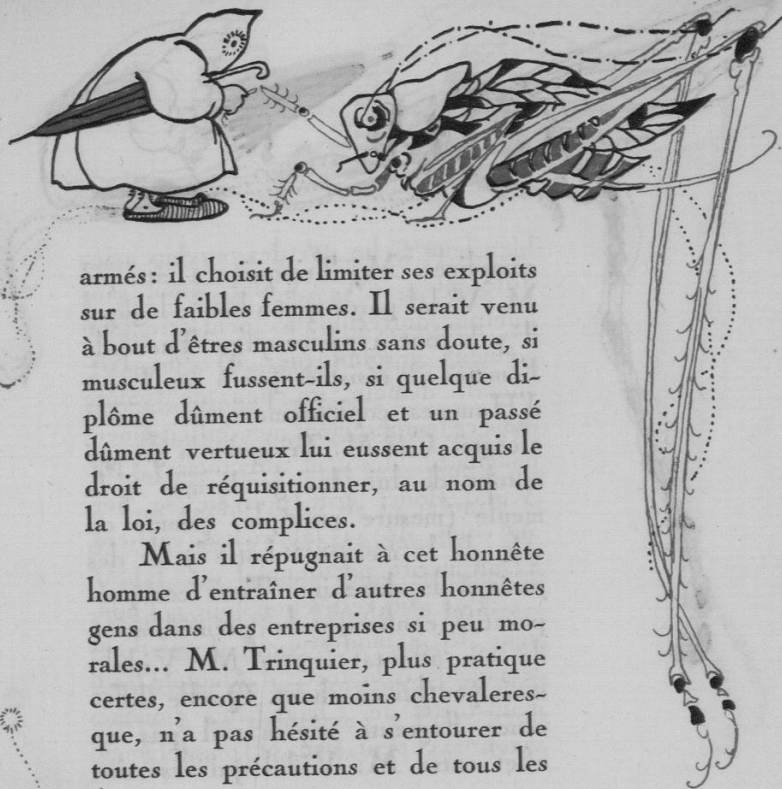 armés: il choisit de limiter ses exploits
sur de faibles femmes. Il serait venu
à bout d'êtres masculins sans doute, si
musculeux fussent-ils, si quelque di-
plôme dûment officiel et un passé
dûment vertueux lui eussent acquis le
droit de réquisitionner, au nom de
la loi, des complices.
Mais il répugnait à cet honnête
homme d'entraîner d'autres honnêtes
gens dans des entreprises si peu mo-
rales... M. Trinquier, plus pratique
certes, encore que moins chevaleres-
que, n'a pas hésité à s'entourer de
toutes les précautions et de tous les